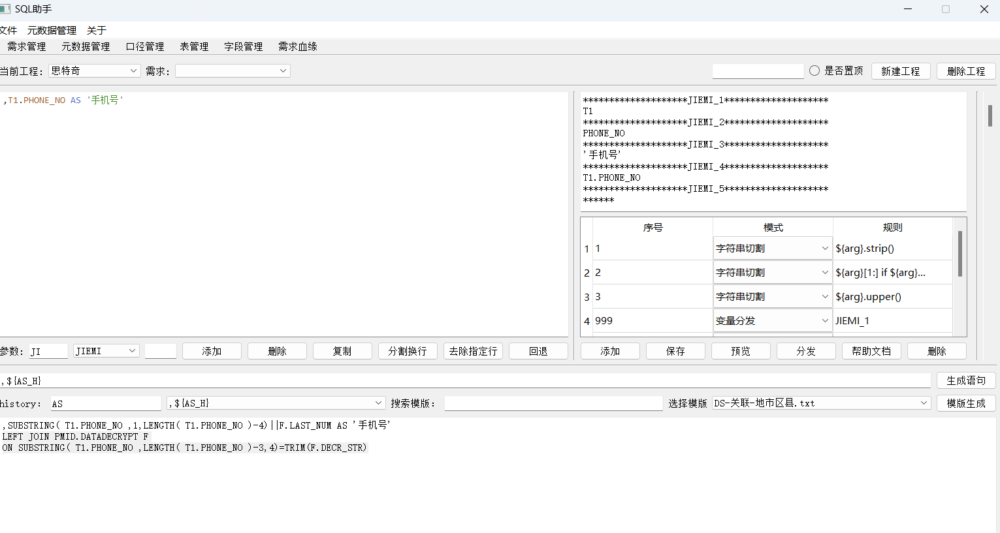 SQL助手
文件 元数据管理 关于
需求管理 元数据管理 口径管理 表管理 字段管理 需求血缘
当前工程: 思特奇 需求: 是否置顶 新建工程 删除工程
,T1.PHONE_NO AS '手机号'
********************JIEMI_1********************
T1
********************JIEMI_2********************
PHONE_NO
********************JIEMI_3********************
'手机号'
********************JIEMI_4********************
T1.PHONE_NO
********************JIEMI_5********************
******
序号 模式 规则
1 1 字符串切割 ${arg}.strip()
2 2 字符串切割 ${arg}[1:] if ${arg}...
3 3 字符串切割 ${arg}.upper()
4 999 变量分发 JIEMI_1
参数: JI JIEMI 添加 删除 复制 分割换行 去除指定行 回退
添加 保存 预览 分发 帮助文档 删除
,${AS_H} 生成语句
history: AS ,${AS_H} 搜索模版: 选择模版 DS-关联-地市区县.txt 模版生成
,SUBSTRING( T1.PHONE_NO ,1,LENGTH( T1.PHONE_NO )-4)||F.LAST_NUM AS '手机号'
LEFT JOIN PMID.DATADECRYPT F
ON SUBSTRING( T1.PHONE_NO ,LENGTH( T1.PHONE_NO )-3,4)=TRIM(F.DECR_STR)